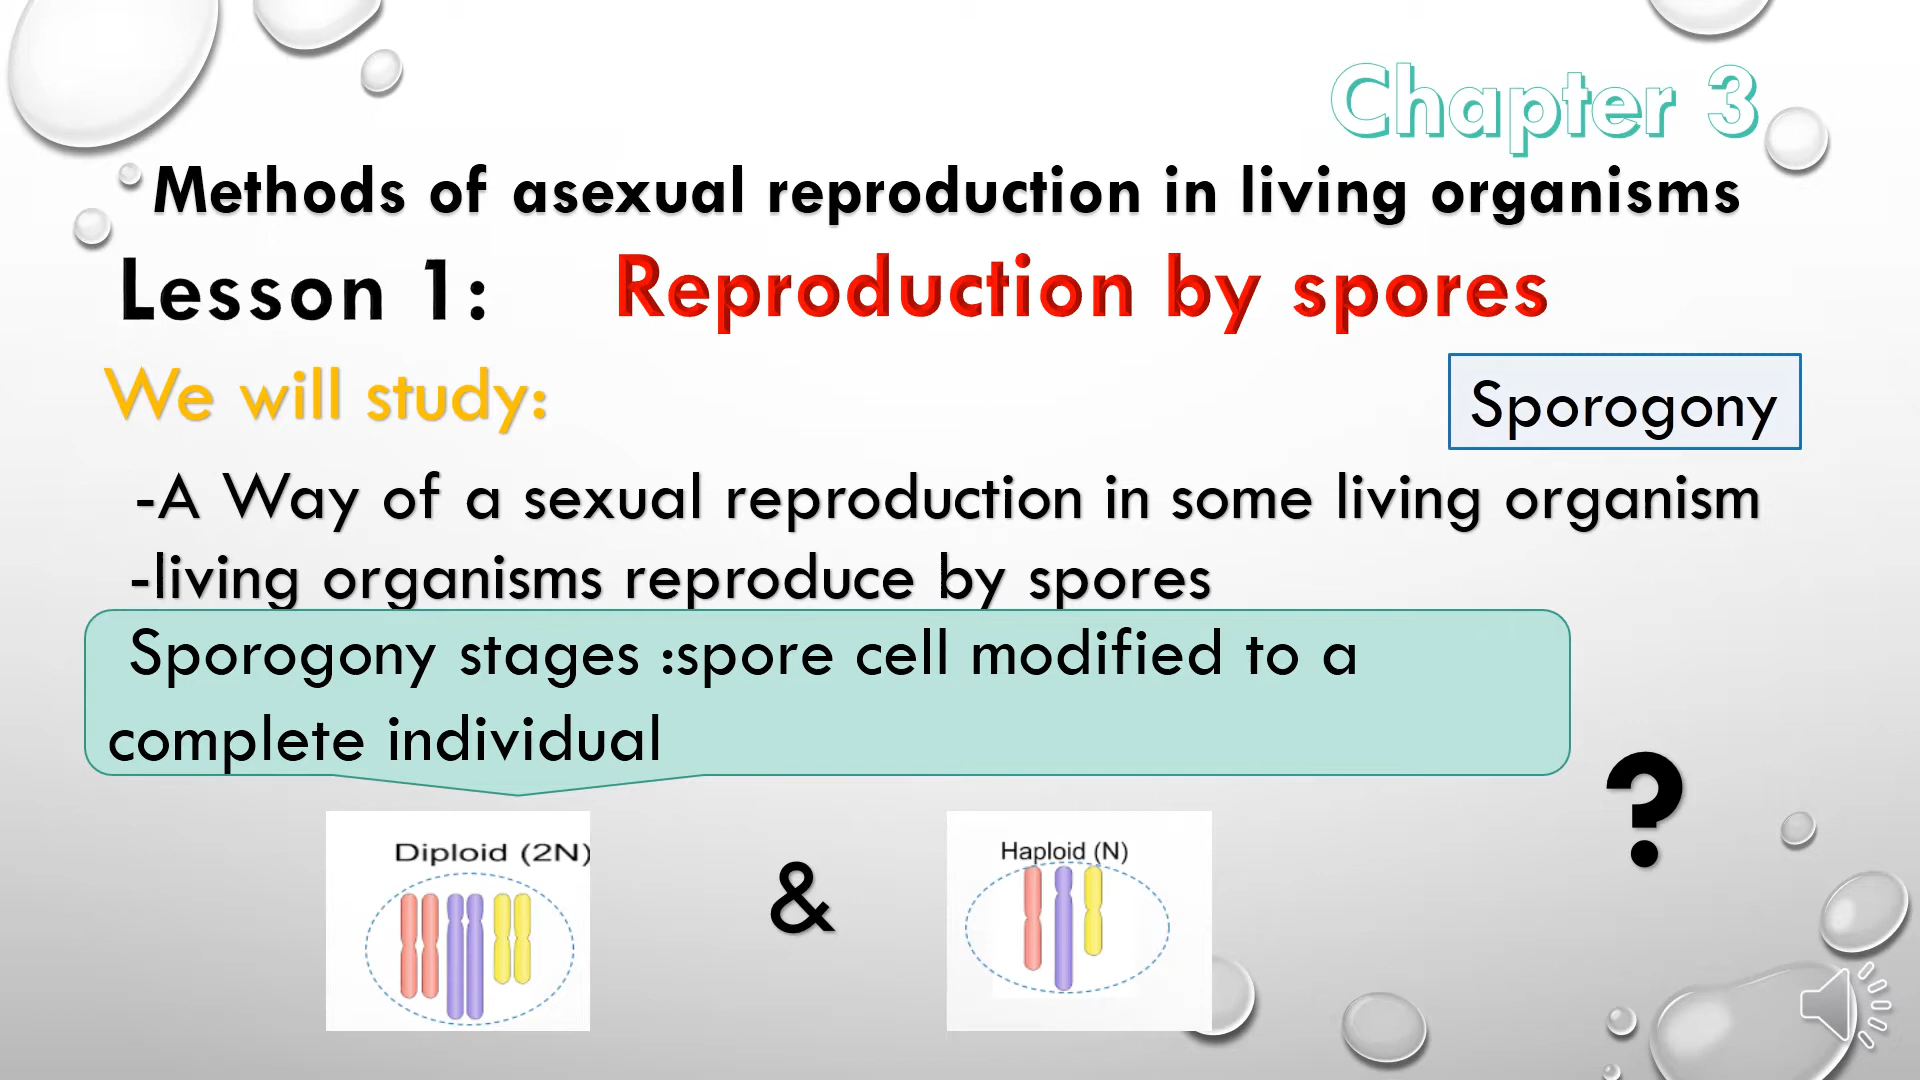 Chapter 3
Methods of asexual reproduction in living organisms
Lesson 1: Reproduction by spores
We will study:
Sporogony
-A Way of a sexual reproduction in some living organism
-living organisms reproduce by spores
Sporogony stages :spore cell modified to a
complete individual
?
Diploid (2N)
&
Haploid (N)